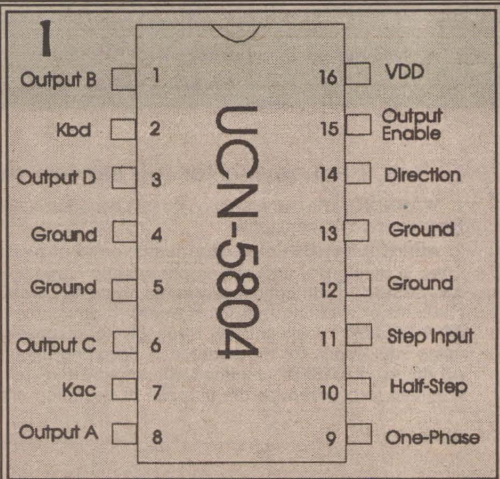 1
Output B 1
Kbd 2
Output D 3
Ground 4
Ground 5
Output C 6
Kac 7
Output A 8
UCN-5804
16 VDD
15 Output
Enable
14 Direction
13 Ground
12 Ground
11 Step Input
10 Half-Step
9 One-Phase